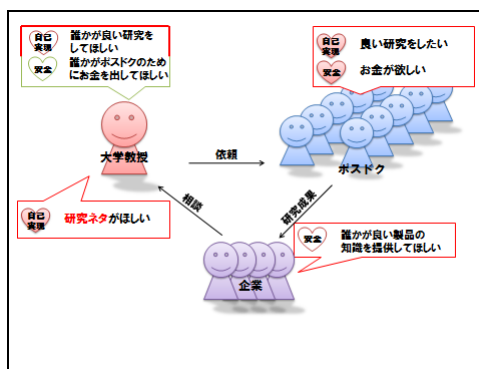 自己
実現
誰かが良い研究を
してほしい
安全
誰かがポスドクのため
にお金を出してほしい
自己
実現
良い研究をしたい
安全
お金が欲しい
大学教授
依頼
ポスドク
自己
実現
研究ネタがほしい
相談
研究成果
安全
誰かが良い製品の
知識を提供してほしい
企業